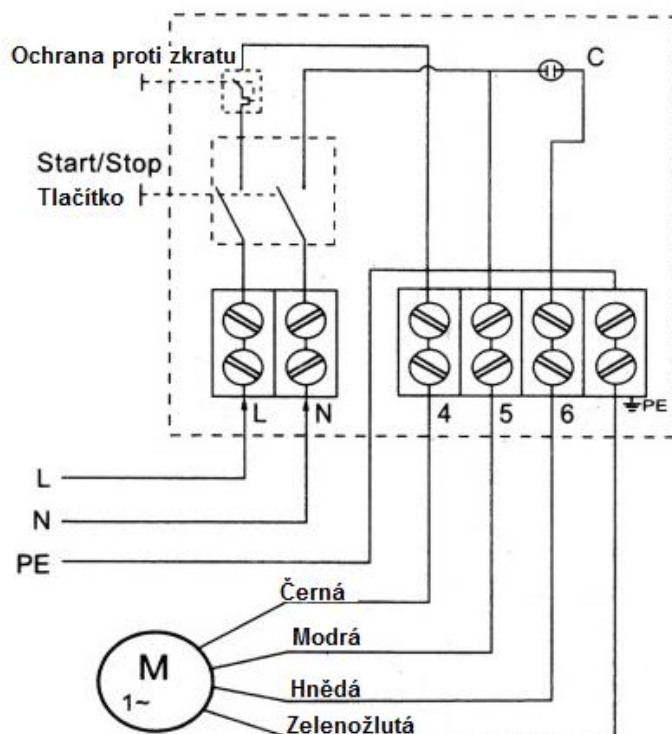 Ochrana proti zkratu
C
Start/Stop
Tlačítko
L
N
4
5
6
PE
L
N
PE
Černá
Modrá
Hnědá
Zelenožlutá
M
1~